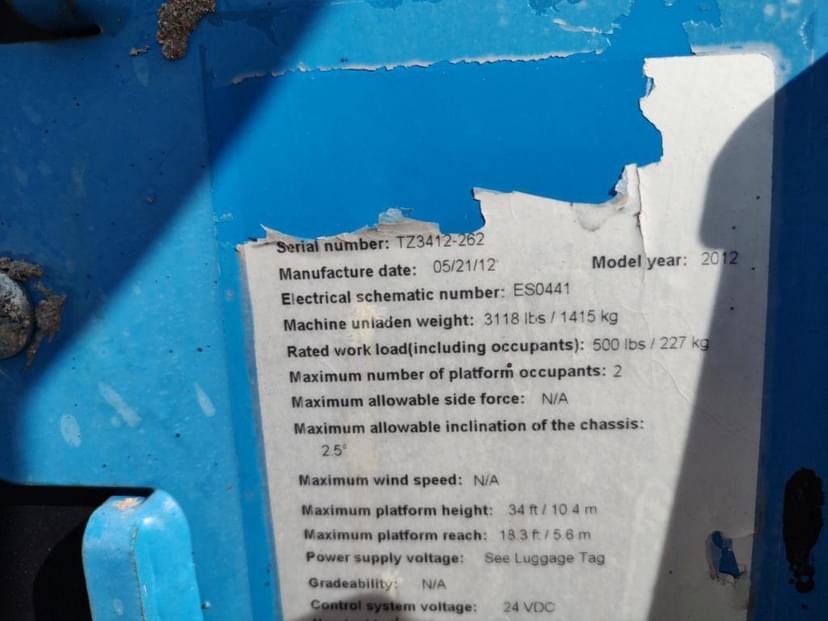 Serial number: TZ3412-262
Manufacture date: 05/21/12 Model year: 2012
Electrical schematic number: ES0441
Machine unladen weight: 3118 lbs / 1415 kg
Rated work load(including occupants): 500 lbs / 227 kg
Maximum number of platform occupants: 2
Maximum allowable side force: N/A
Maximum allowable inclination of the chassis:
2.5°
Maximum wind speed: N/A
Maximum platform height: 34 ft / 10.4 m
Maximum platform reach: 18.3 ft / 5.6 m
Power supply voltage: See Luggage Tag
Gradeability: N/A
Control system voltage: 24 VDC